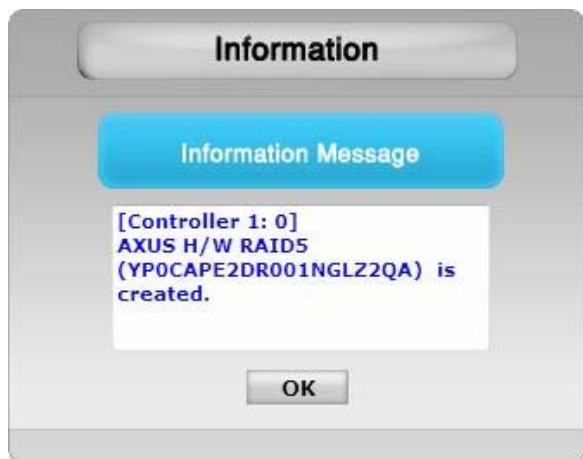 Information
Information Message
[Controller 1: 0]
AXUS H/W RAID5
(YP0CAPE2DR001NGLZ2QA) is
created.
OK